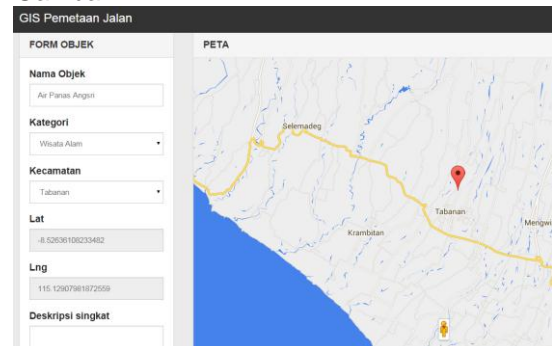 GIS Pemetaan Jalan
FORM OBJEK
Nama Objek
Air Panas Angsri
Kategori
Wisata Alam
Kecamatan
Tabanan
Lat
-8.52636108233482
Lng
115.12907981872559
Deskripsi singkat
PETA
Selemadeg
Tabanan
Krambitan
Mengwi